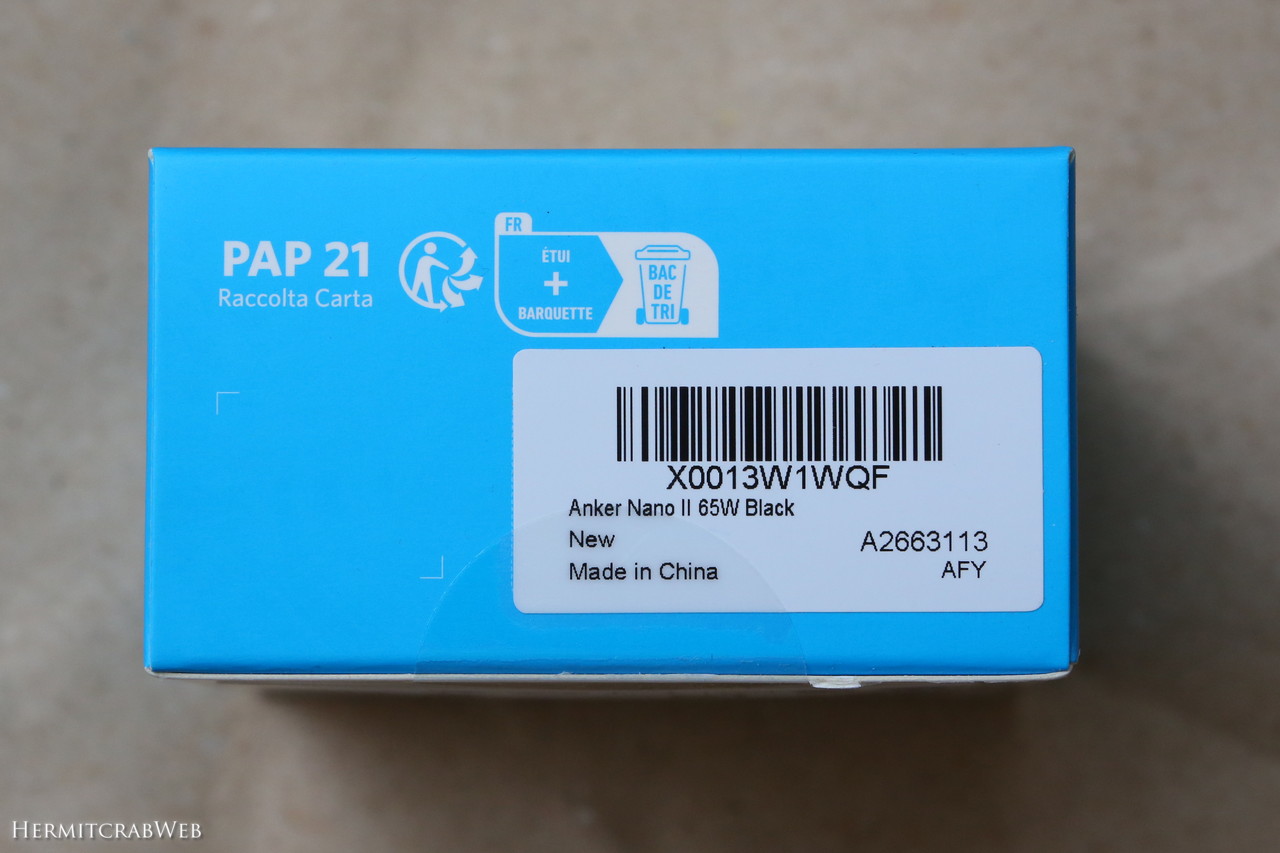 PAP 21
Raccolta Carta
FR
ÉTUI
+
BARQUETTE
BAC
DE
TRI
X0013W1WQF
Anker Nano II 65W Black
New
A2663113
Made in China
AFY
HERMITCRABWEB